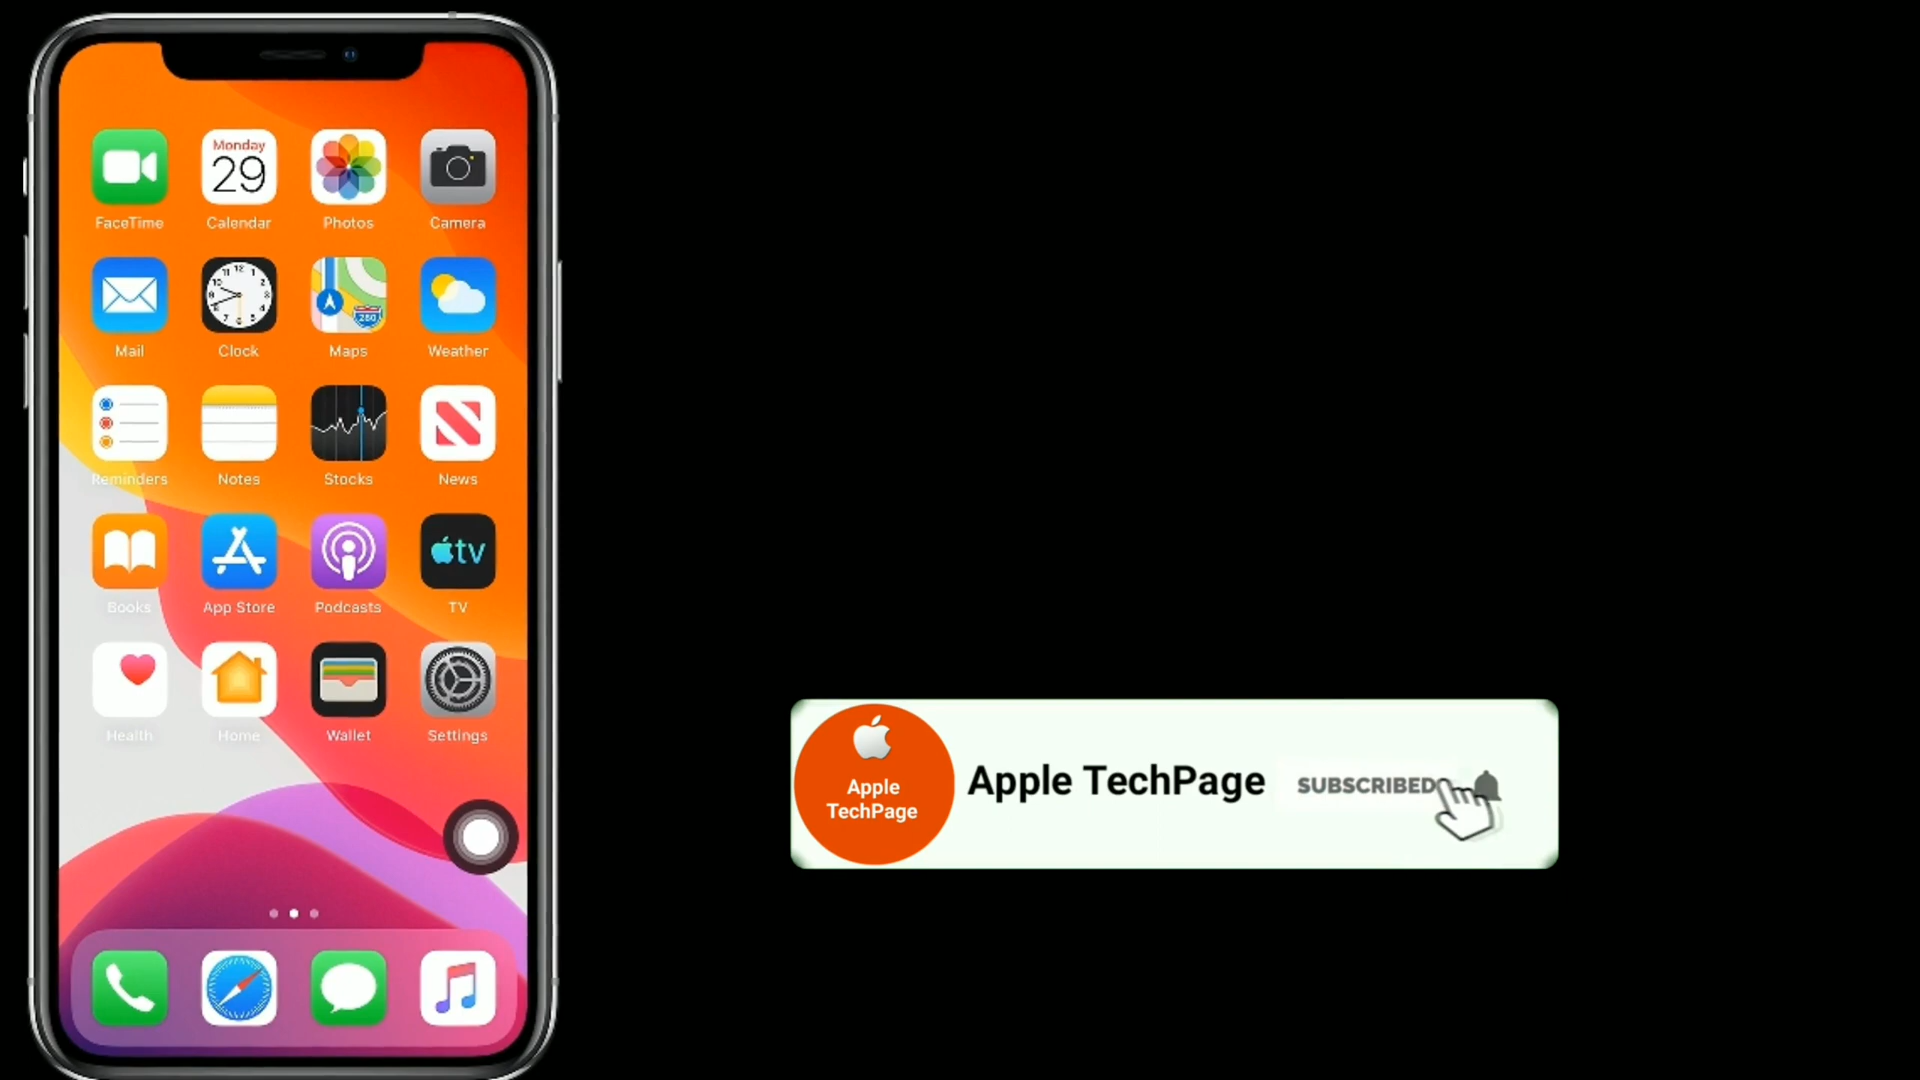 Monday
29
FaceTime
Calendar
Photos
Camera
Mail
Clock
Maps
Weather
280
Reminders
Notes
Stocks
News
tv
Books
App Store
Podcasts
TV
Health
Home
Wallet
Settings
Apple
TechPage
Apple TechPage
SUBSCRIBED